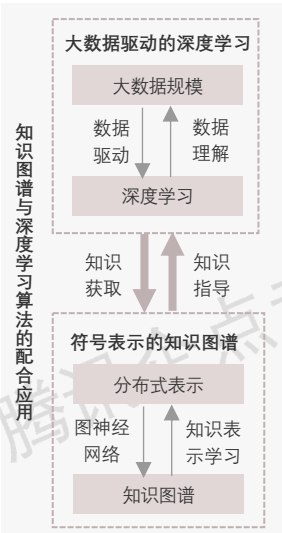 知识图谱与深度学习算法的配合应用
大数据驱动的深度学习
大数据规模
数据
驱动
数据
理解
深度学习
知识
获取
知识
指导
符号表示的知识图谱
分布式表示
图神经
网络
知识表
示学习
知识图谱